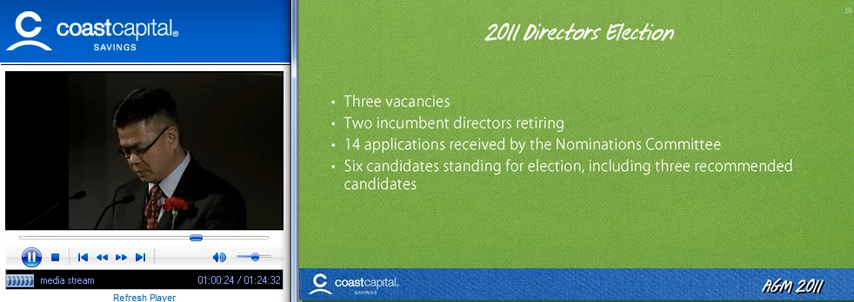 coastcapital®
SAVINGS
media stream
01:00:24 / 01:24:32
Refresh Player
59
2011 Directors Election
• Three vacancies
• Two incumbent directors retiring
• 14 applications received by the Nominations Committee
• Six candidates standing for election, including three recommended
candidates
coastcapital®
SAVINGS
AGM 2011